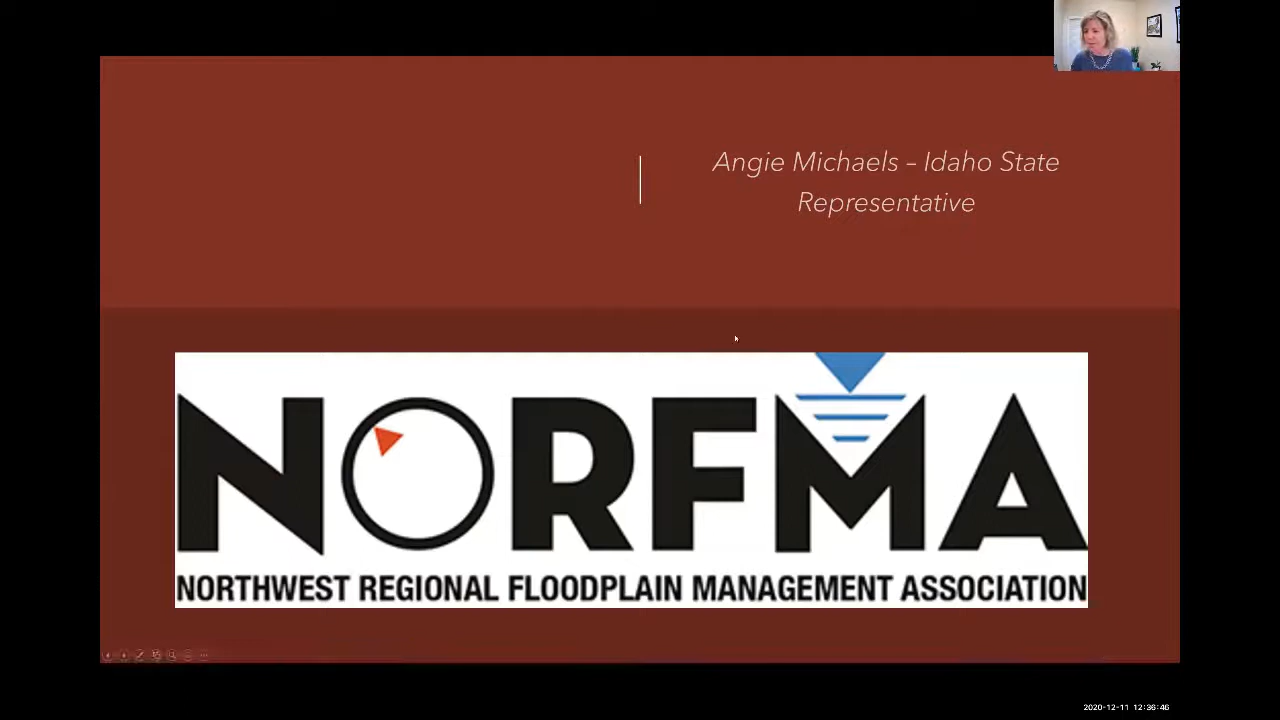 Angie Michaels – Idaho State
Representative
NORFMA
NORTHWEST REGIONAL FLOODPLAIN MANAGEMENT ASSOCIATION
2020-12-11 12:36:46